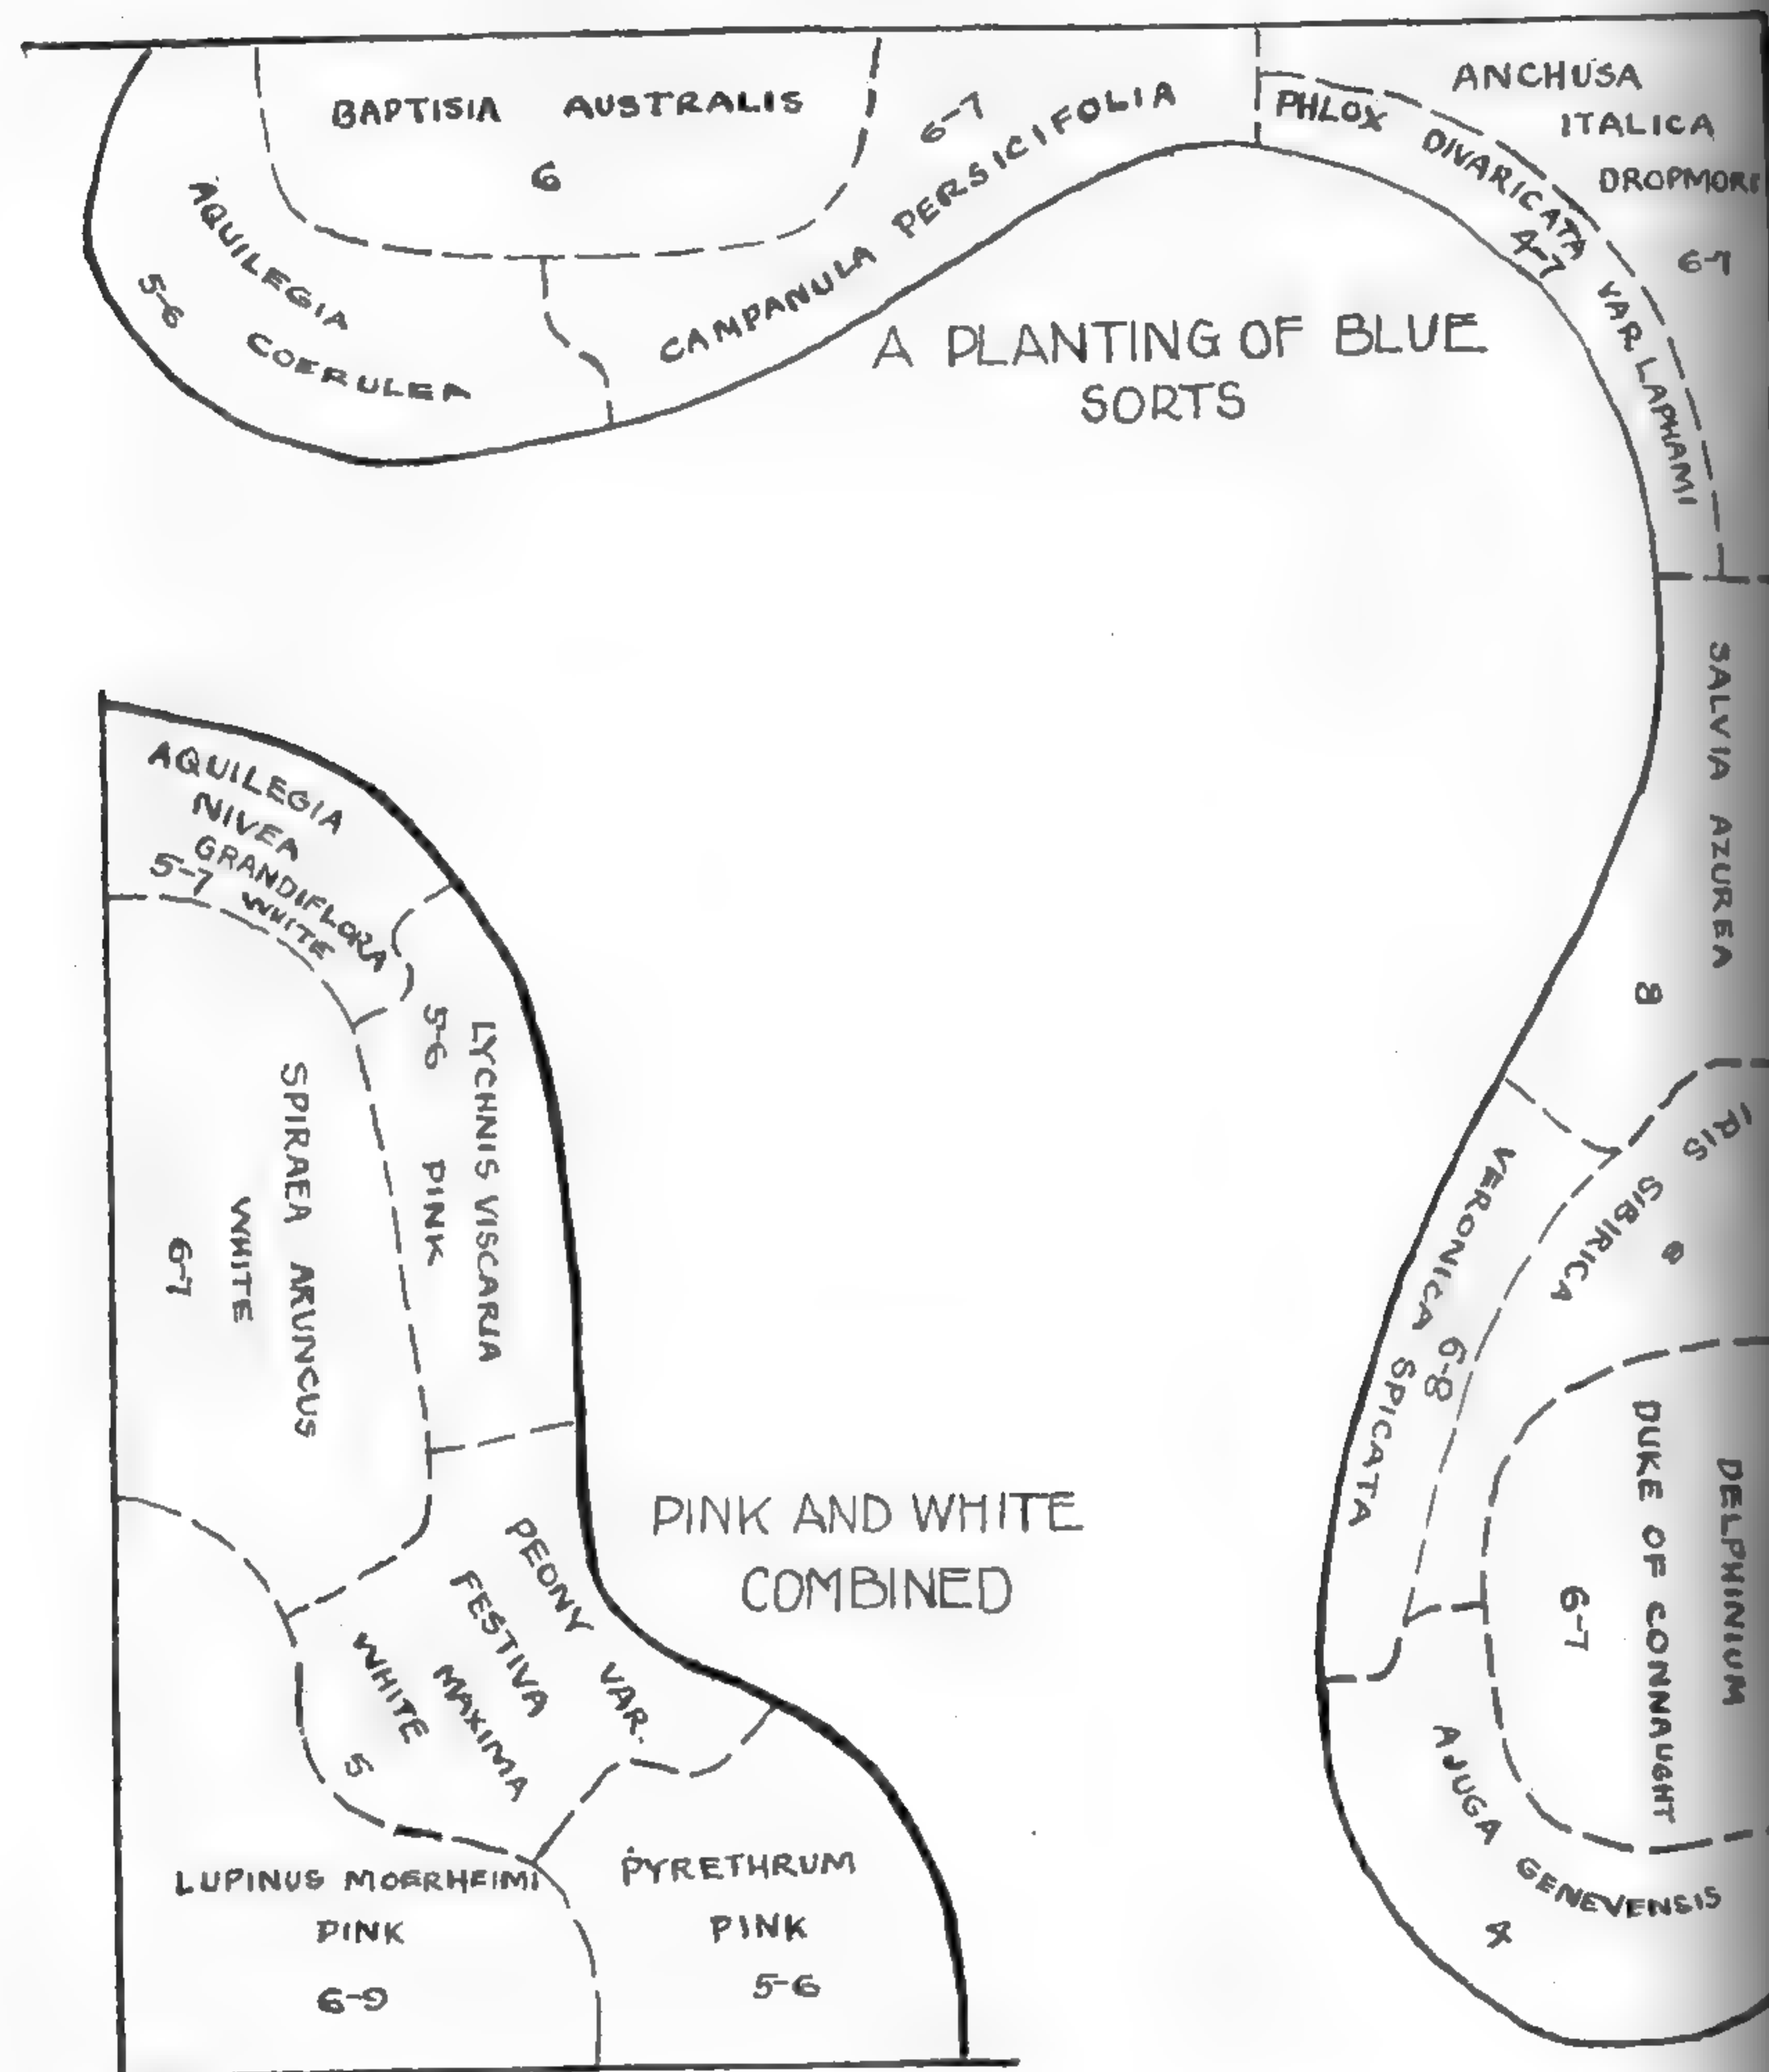 BAPTISIA AUSTRALIS
6
AQUILEGIA
COERULEA
5-6
6-7
CAMPANULA PERSICIFOLIA
PHLOX DIVARICATA VAR LAPHAMI
4-7
ANCHUSA
ITALICA
DROPMORE
6-7
A PLANTING OF BLUE
SORTS
SALVIA AZUREA
8
IRIS SIBIRICA
6
VERONICA SPICATA
6-8
DELPHINIUM
DUKE OF CONNAUGHT
6-7
AJUGA GENEVENSIS
4
AQUILEGIA
NIVEA
GRANDIFLORA
5-7 WHITE
LYCHNIS VISCARIA
5-6 PINK
SPIRAEA ARUNCUS
WHITE
6-7
PINK AND WHITE
COMBINED
PEONY VAR.
FESTIVA
MAXIMA
WHITE
5
LUPINUS MOERHEIMI
PINK
6-9
PYRETHRUM
PINK
5-6